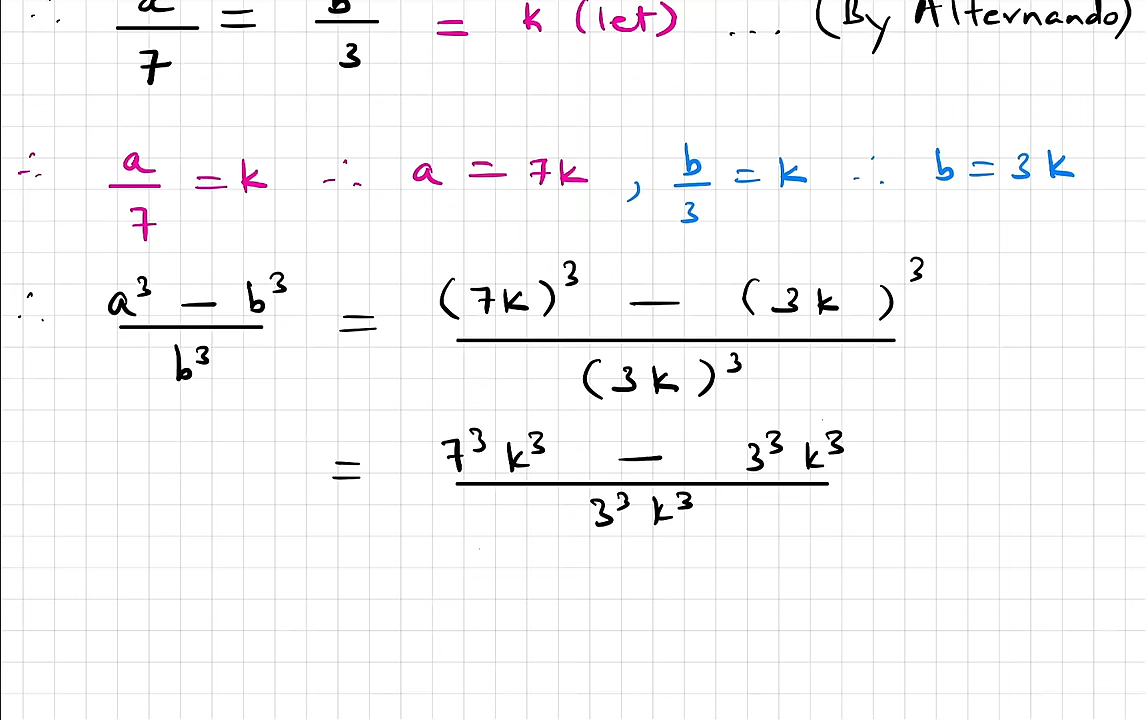 ∴ a/7 = b/3 = k (let) ... (By Alternando)
∴ a/7 = k ∴ a = 7k , b/3 = k ∴ b = 3k
∴ (a³ − b³)/b³ = ((7k)³ − (3k)³)/(3k)³
= (7³k³ − 3³k³)/(3³k³)